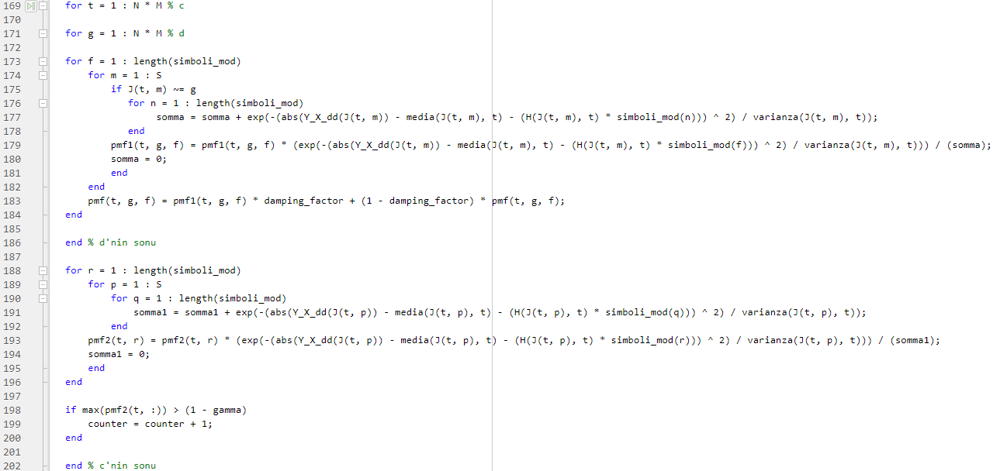 169 for t = 1 : N * M % c
170
171 for g = 1 : N * M % d
172
173 for f = 1 : length(simboli_mod)
174 for m = 1 : S
175 if J(t, m) ~= g
176 for n = 1 : length(simboli_mod)
177 somma = somma + exp(-(abs(Y_X_dd(J(t, m)) - media(J(t, m), t) - (H(J(t, m), t) * simboli_mod(n))) ^ 2) / varianza(J(t, m), t));
178 end
179 pmf1(t, g, f) = pmf1(t, g, f) * (exp(-(abs(Y_X_dd(J(t, m)) - media(J(t, m), t) - (H(J(t, m), t) * simboli_mod(f))) ^ 2) / varianza(J(t, m), t))) / (somma);
180 somma = 0;
181 end
182 end
183 pmf(t, g, f) = pmf1(t, g, f) * damping_factor + (1 - damping_factor) * pmf(t, g, f);
184 end
185
186 end % d'nin sonu
187
188 for r = 1 : length(simboli_mod)
189 for p = 1 : S
190 for q = 1 : length(simboli_mod)
191 somma1 = somma1 + exp(-(abs(Y_X_dd(J(t, p)) - media(J(t, p), t) - (H(J(t, p), t) * simboli_mod(q))) ^ 2) / varianza(J(t, p), t));
192 end
193 pmf2(t, r) = pmf2(t, r) * (exp(-(abs(Y_X_dd(J(t, p)) - media(J(t, p), t) - (H(J(t, p), t) * simboli_mod(r))) ^ 2) / varianza(J(t, p), t))) / (somma1);
194 somma1 = 0;
195 end
196 end
197
198 if max(pmf2(t, :)) > (1 - gamma)
199 counter = counter + 1;
200 end
201
202 end % c'nin sonu